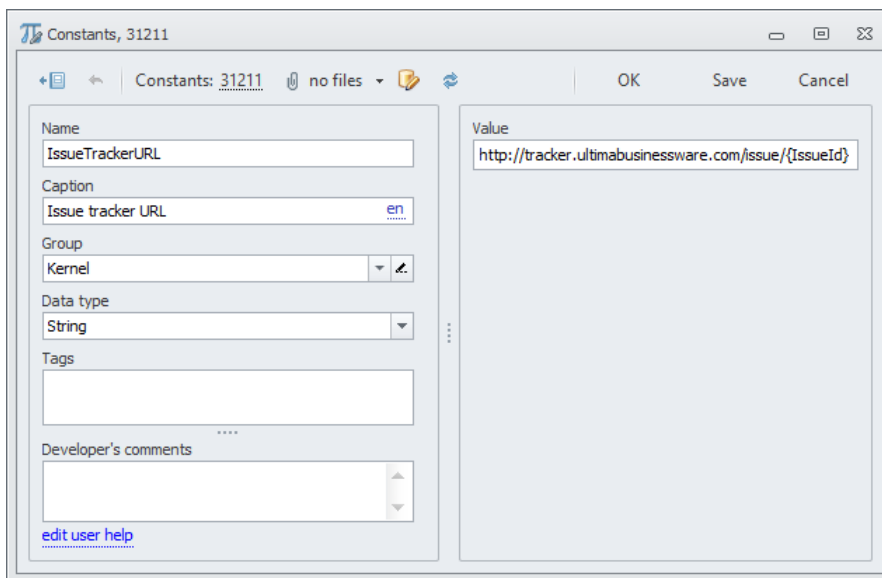 Constants, 31211
Constants: 31211 no files OK Save Cancel
Name
IssueTrackerURL
Caption
Issue tracker URL en
Group
Kernel
Data type
String
Tags
Developer's comments
edit user help
Value
http://tracker.ultimabusinessware.com/issue/{IssueId}